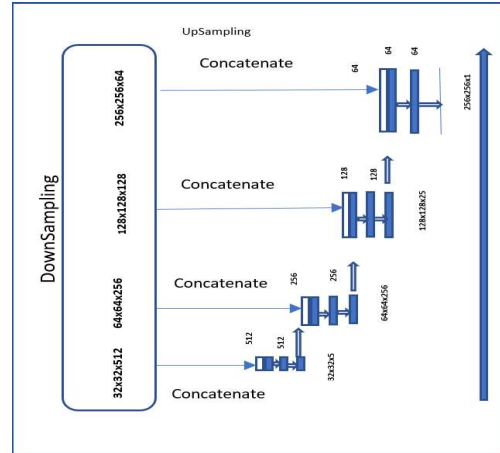 UpSampling
DownSampling
256x256x64
Concatenate
64
64
64
256x256x1
128x128x128
Concatenate
128
128
128x128x25
64x64x256
Concatenate
256
256
64x64x256
32x32x512
512
512
32x32x5
Concatenate